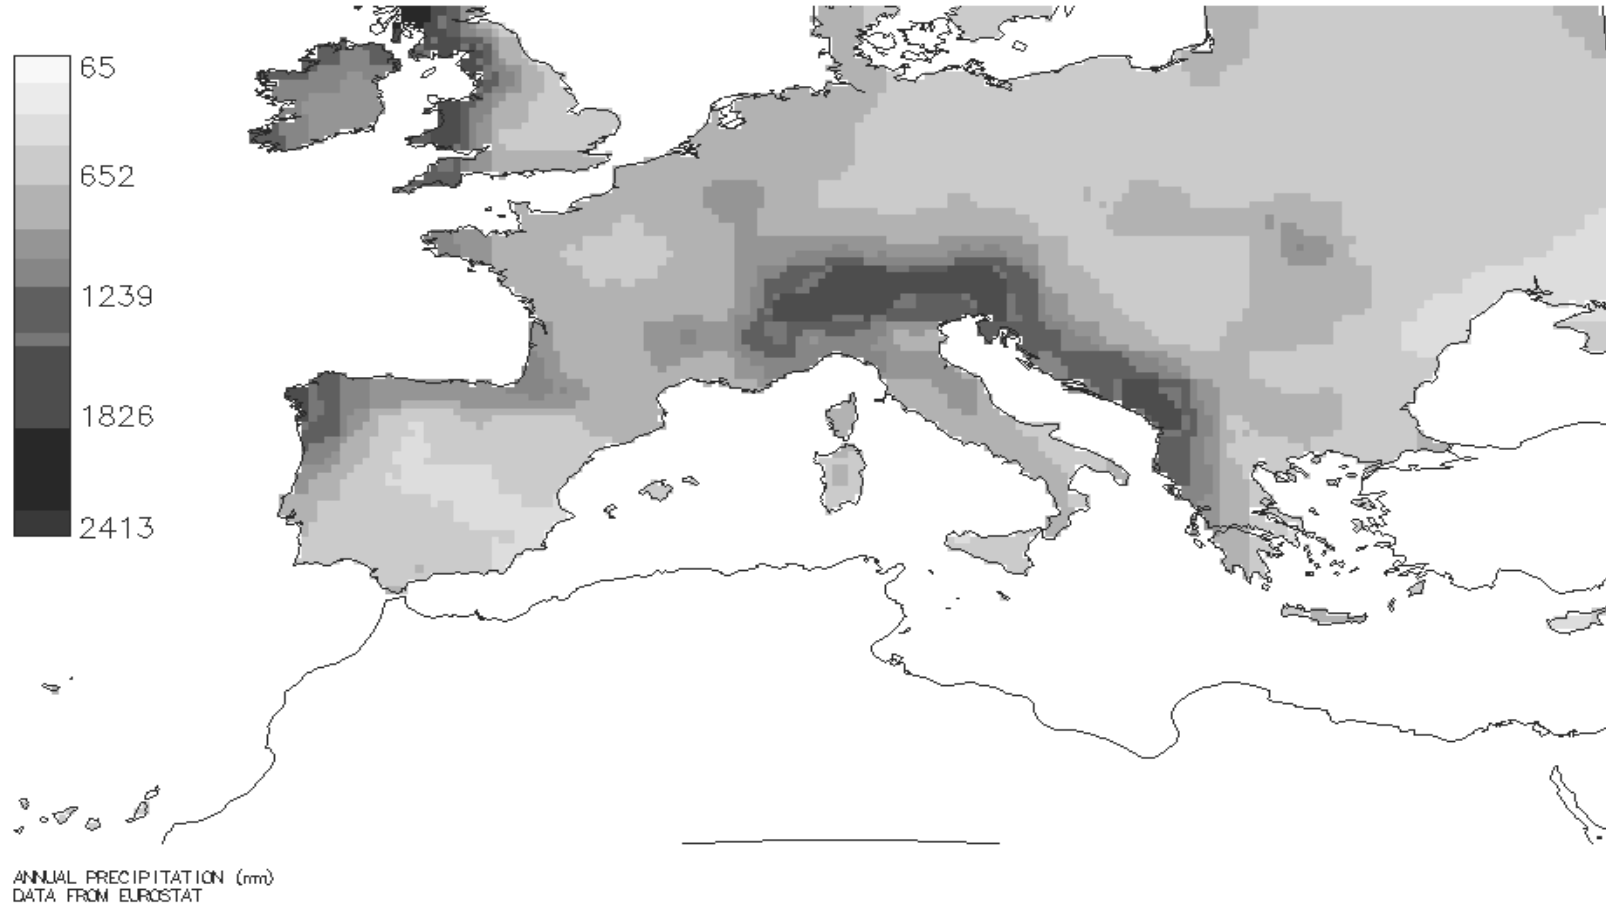 65
652
1239
1826
2413
ANNUAL PRECIPITATION (mm)
DATA FROM EUROSTAT